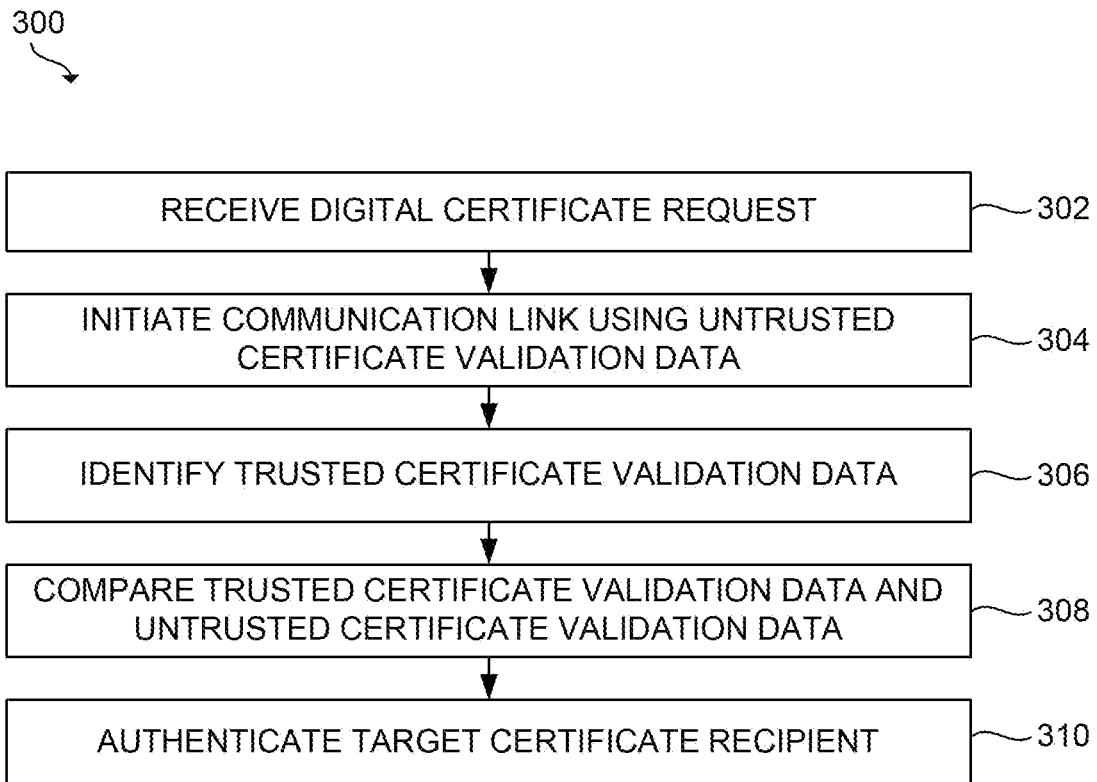 300
RECEIVE DIGITAL CERTIFICATE REQUEST
302
INITIATE COMMUNICATION LINK USING UNTRUSTED
CERTIFICATE VALIDATION DATA
304
IDENTIFY TRUSTED CERTIFICATE VALIDATION DATA
306
COMPARE TRUSTED CERTIFICATE VALIDATION DATA AND
UNTRUSTED CERTIFICATE VALIDATION DATA
308
AUTHENTICATE TARGET CERTIFICATE RECIPIENT
310